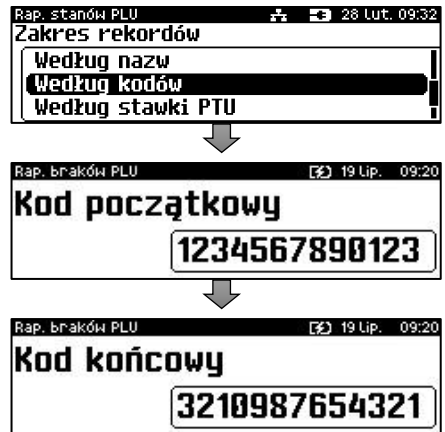 Rap. stanów PLU 28 Lut. 09:32
Zakres rekordów
Według nazw
Według kodów
Według stawki PTU
Rap. braków PLU 19 Lip. 09:20
Kod początkowy
1234567890123
Rap. braków PLU 19 Lip. 09:20
Kod końcowy
3210987654321